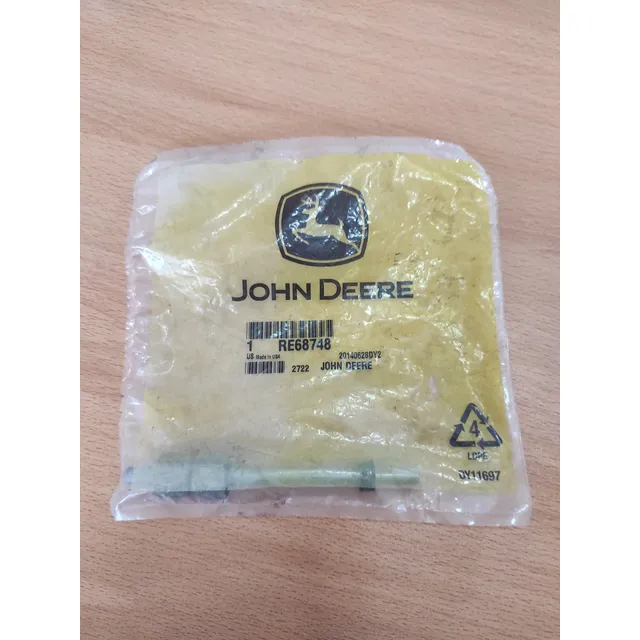 JOHN DEERE
1 RE68748
US Made in USA 20140628DY2
2722 JOHN DEERE
4
LDPE
DY11697